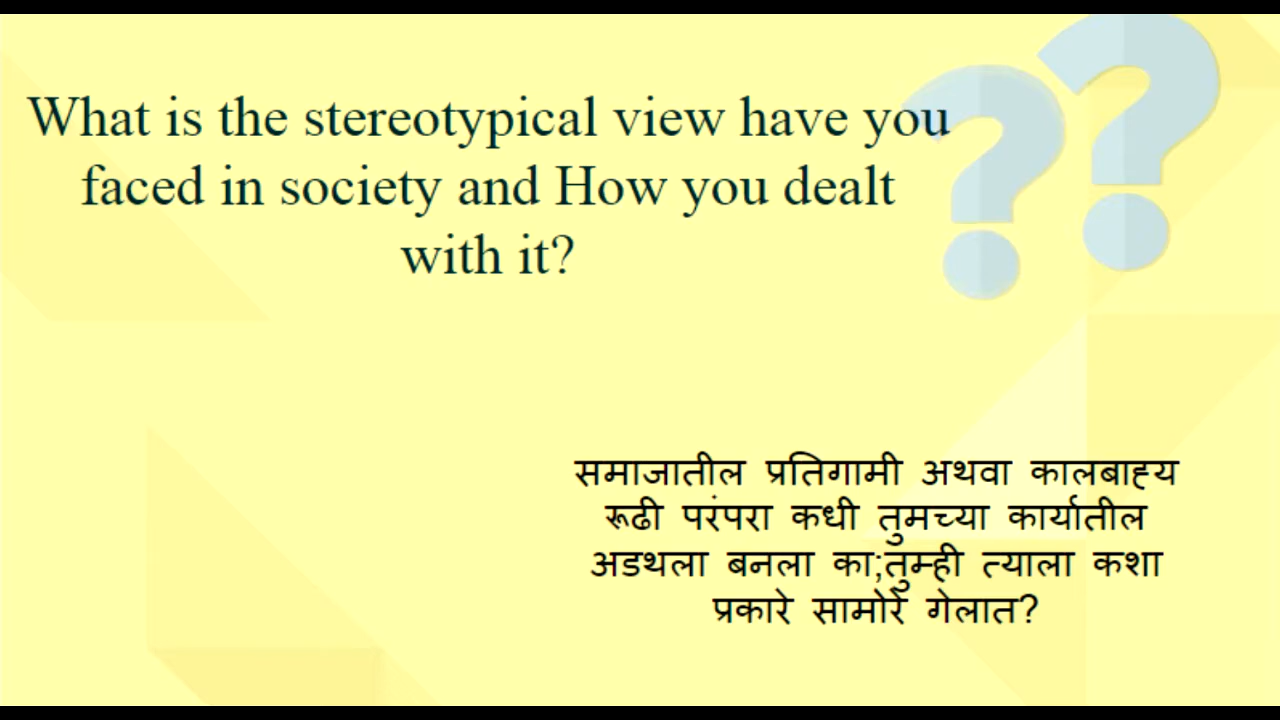 What is the stereotypical view have you
faced in society and How you dealt
with it?
समाजातील प्रतिगामी अथवा कालबाह्य
रूढी परंपरा कधी तुमच्या कार्यातील
अडथला बनला का;तुम्ही त्याला कशा
प्रकारे सामोरे गेलात?